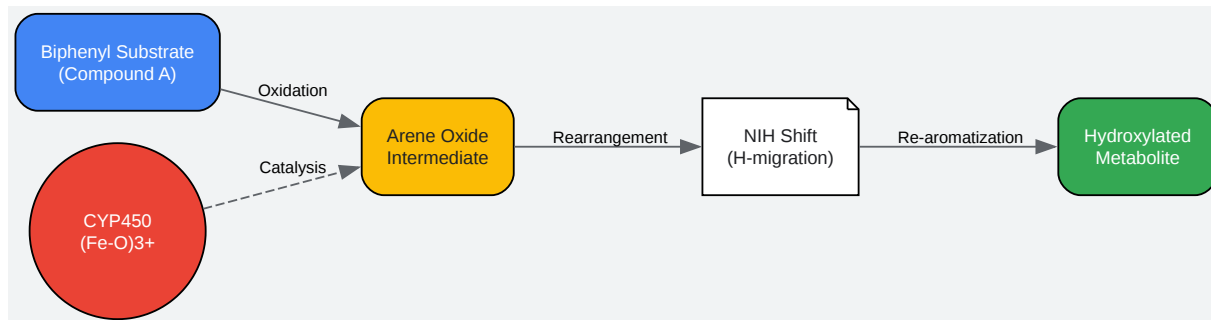 Biphenyl Substrate
(Compound A)
Oxidation
CYP450
(Fe-O)3+
Catalysis
Arene Oxide
Intermediate
Rearrangement
NIH Shift
(H-migration)
Re-aromatization
Hydroxylated
Metabolite